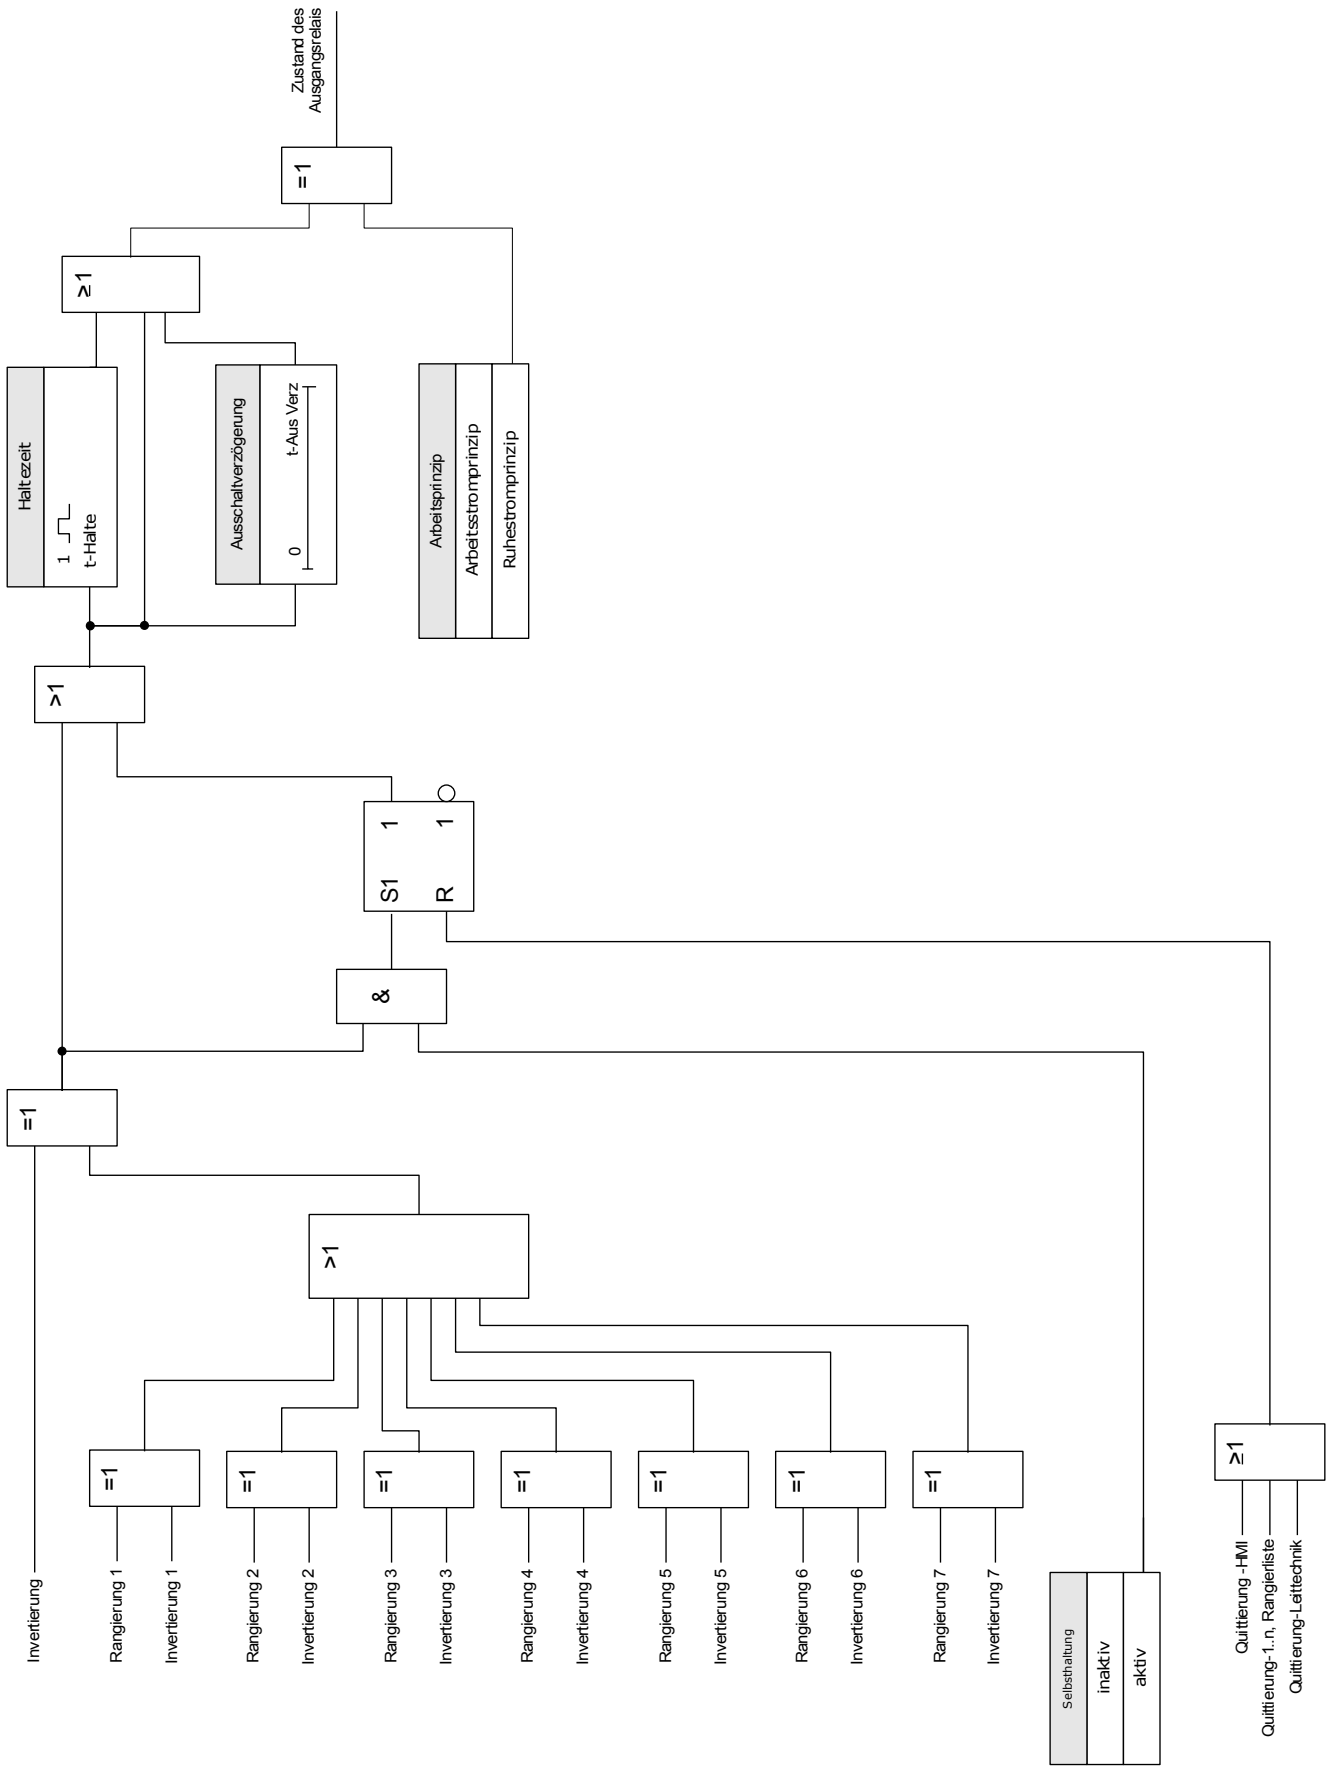 Invertierung
Rangierung 1
Invertierung 1
Rangierung 2
Invertierung 2
Rangierung 3
Invertierung 3
Rangierung 4
Invertierung 4
Rangierung 5
Invertierung 5
Rangierung 6
Invertierung 6
Rangierung 7
Invertierung 7
Selbsthaltung
inaktiv
aktiv
Quittierung -HMI
Quittierung-1..n, Rangierliste
Quittierung-Leittechnik
=1
=1
=1
=1
=1
=1
=1
≥1
>1
=1
&
S1 1
R 1
>1
Haltezeit
1
t-Halte
Ausschaltverzögerung
0 t-Aus Verz
Arbeitsprinzip
Arbeitsstromprinzip
Ruhestromprinzip
≥1
=1
Zustand des
Ausgangsrelais